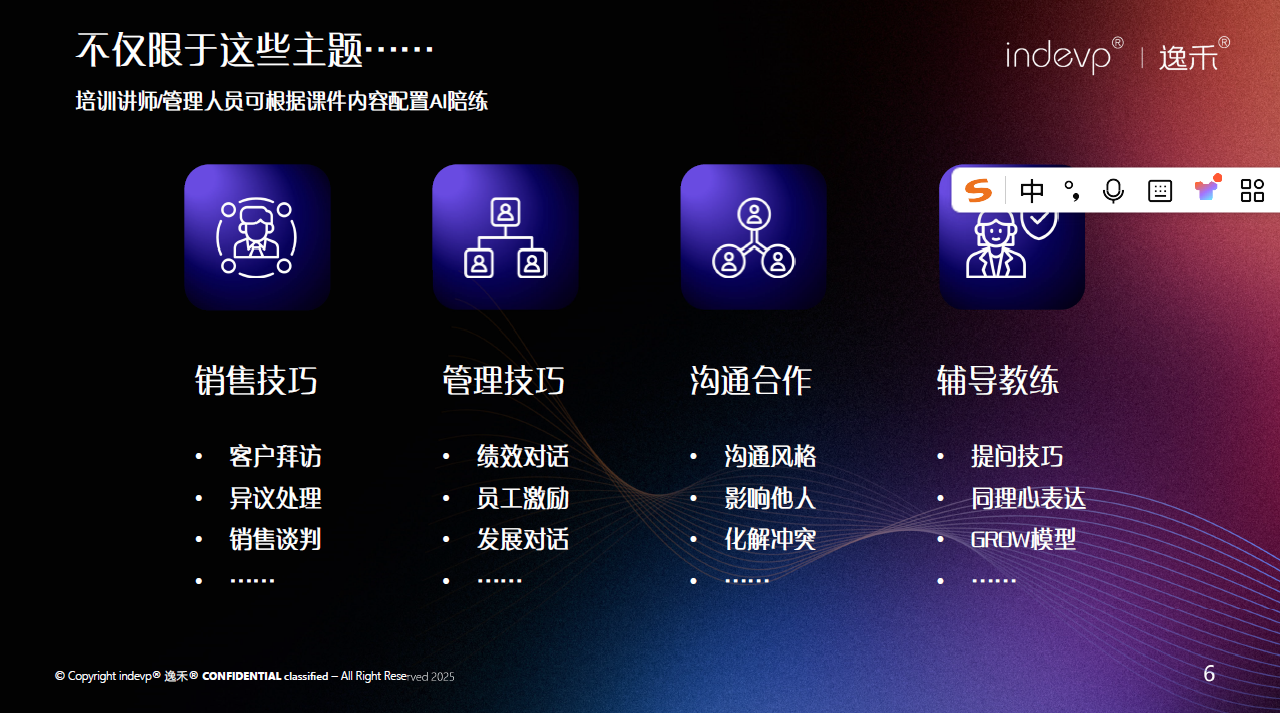 不仅限于这些主题……
indevp® | 逸禾®
培训讲师/管理人员可根据课件内容配置AI陪练
中
销售技巧
• 客户拜访
• 异议处理
• 销售谈判
• ……
管理技巧
• 绩效对话
• 员工激励
• 发展对话
• ……
沟通合作
• 沟通风格
• 影响他人
• 化解冲突
• ……
辅导教练
• 提问技巧
• 同理心表达
• GROW模型
• ……
© Copyright indevp® 逸禾® CONFIDENTIAL classified – All Right Reserved 2025
6